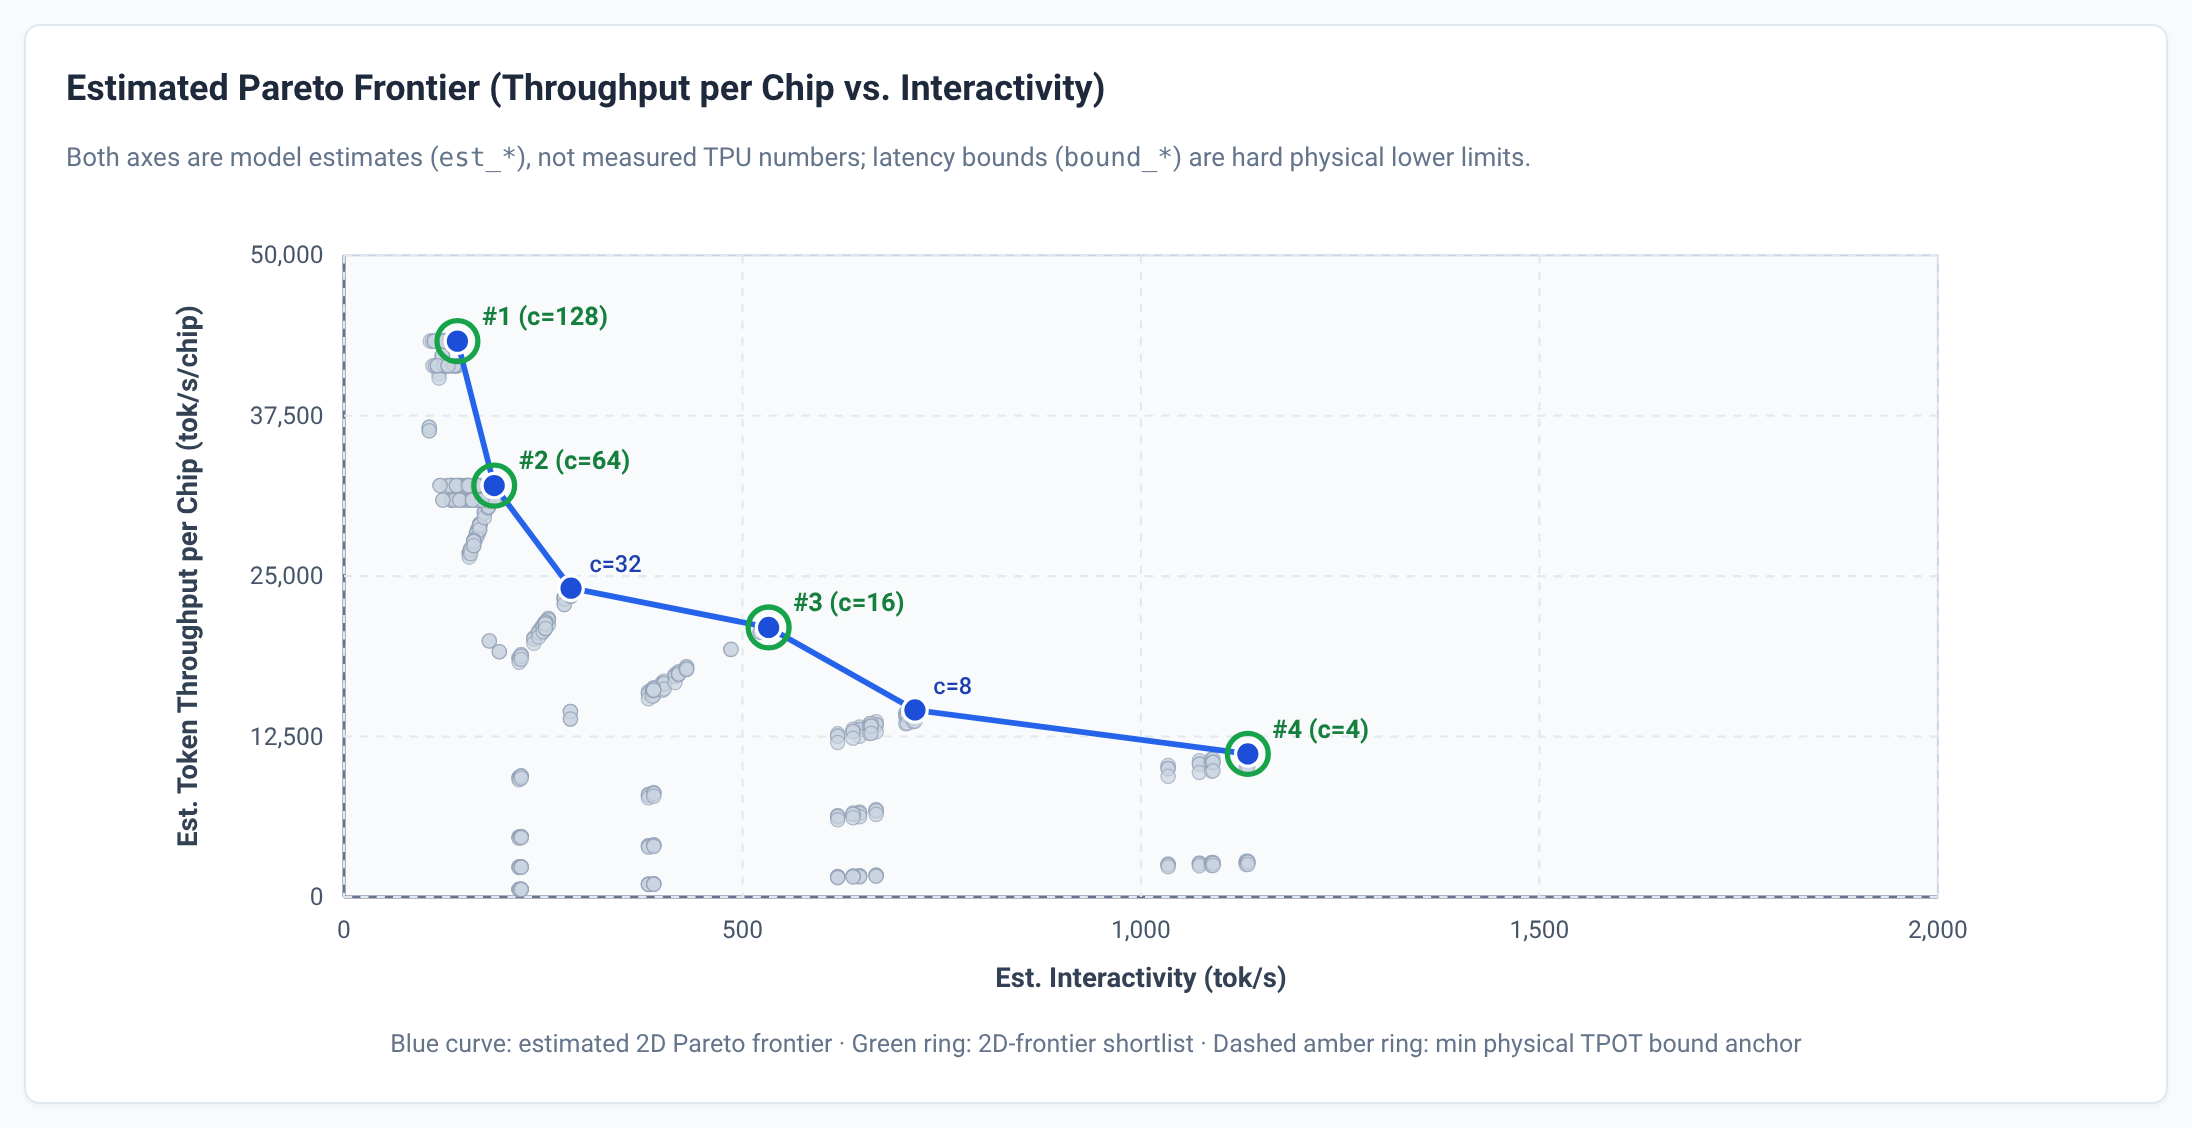 Estimated Pareto Frontier (Throughput per Chip vs. Interactivity)
Both axes are model estimates (est_*), not measured TPU numbers; latency bounds (bound_*) are hard physical lower limits.
Est. Token Throughput per Chip (tok/s/chip)
50,000
37,500
25,000
12,500
0
#1 (c=128)
#2 (c=64)
c=32
#3 (c=16)
c=8
#4 (c=4)
0
500
1,000
1,500
2,000
Est. Interactivity (tok/s)
Blue curve: estimated 2D Pareto frontier · Green ring: 2D-frontier shortlist · Dashed amber ring: min physical TPOT bound anchor